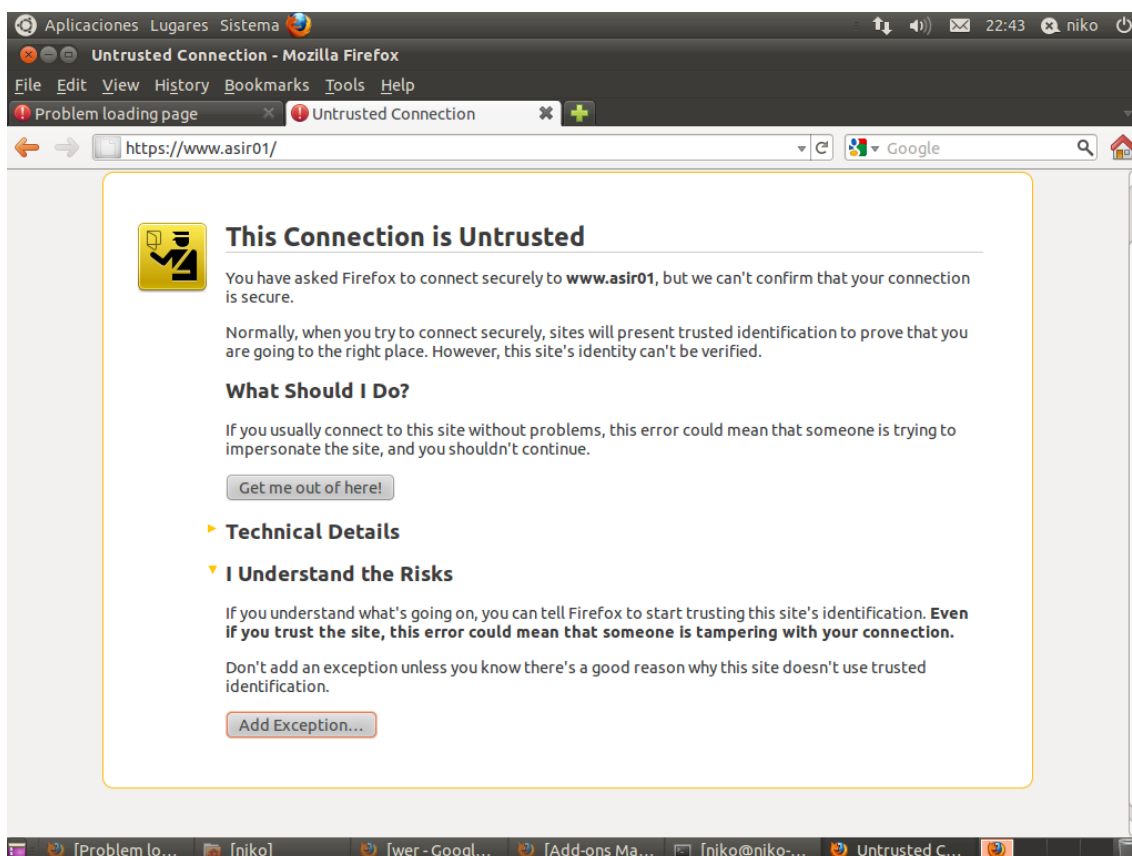 Aplicaciones Lugares Sistema 22:43 niko
Untrusted Connection - Mozilla Firefox
File Edit View History Bookmarks Tools Help
Problem loading page Untrusted Connection
https://www.asir01/ Google
This Connection is Untrusted
You have asked Firefox to connect securely to www.asir01, but we can't confirm that your connection
is secure.
Normally, when you try to connect securely, sites will present trusted identification to prove that you
are going to the right place. However, this site's identity can't be verified.
What Should I Do?
If you usually connect to this site without problems, this error could mean that someone is trying to
impersonate the site, and you shouldn't continue.
Get me out of here!
Technical Details
I Understand the Risks
If you understand what's going on, you can tell Firefox to start trusting this site's identification. Even
if you trust the site, this error could mean that someone is tampering with your connection.
Don't add an exception unless you know there's a good reason why this site doesn't use trusted
identification.
Add Exception...
[Problem lo... [niko] [wer - Googl... [Add-ons Ma... [niko@niko-... Untrusted C...